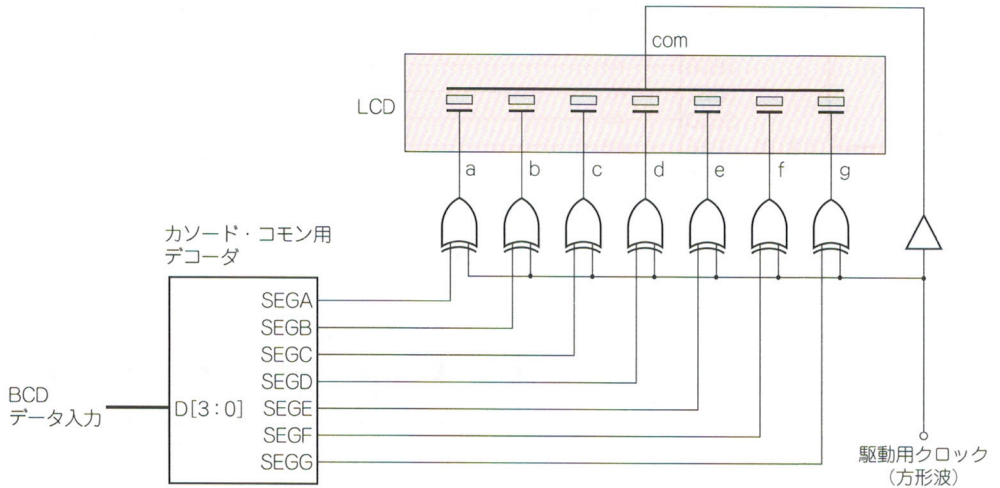 com
LCD
a
b
c
d
e
f
g
カソード・コモン用
デコーダ
SEGA
SEGB
SEGC
SEGD
SEGE
SEGF
SEGG
D[3:0]
BCD
データ入力
駆動用クロック
(方形波)